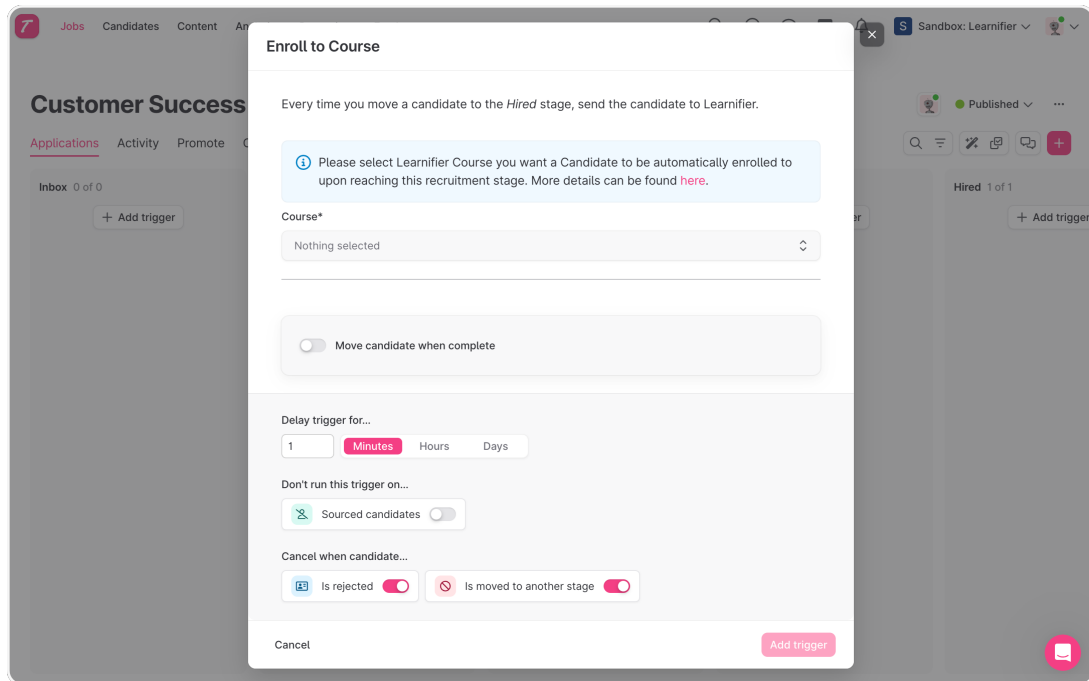 Jobs Candidates Content An
S Sandbox: Learnifier
Enroll to Course
Customer Success
Published
Applications Activity Promote
Every time you move a candidate to the Hired stage, send the candidate to Learnifier.
Please select Learnifier Course you want a Candidate to be automatically enrolled to
upon reaching this recruitment stage. More details can be found here.
Inbox 0 of 0
Hired 1 of 1
+ Add trigger
er
+ Add trigger
Course*
Nothing selected
Move candidate when complete
Delay trigger for...
1 Minutes Hours Days
Don't run this trigger on...
Sourced candidates
Cancel when candidate...
Is rejected Is moved to another stage
Cancel Add trigger